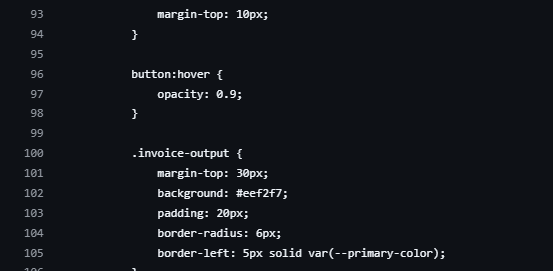 93 margin-top: 10px;
94 }
95
96 button:hover {
97 opacity: 0.9;
98 }
99
100 .invoice-output {
101 margin-top: 30px;
102 background: #eef2f7;
103 padding: 20px;
104 border-radius: 6px;
105 border-left: 5px solid var(--primary-color);
106 }